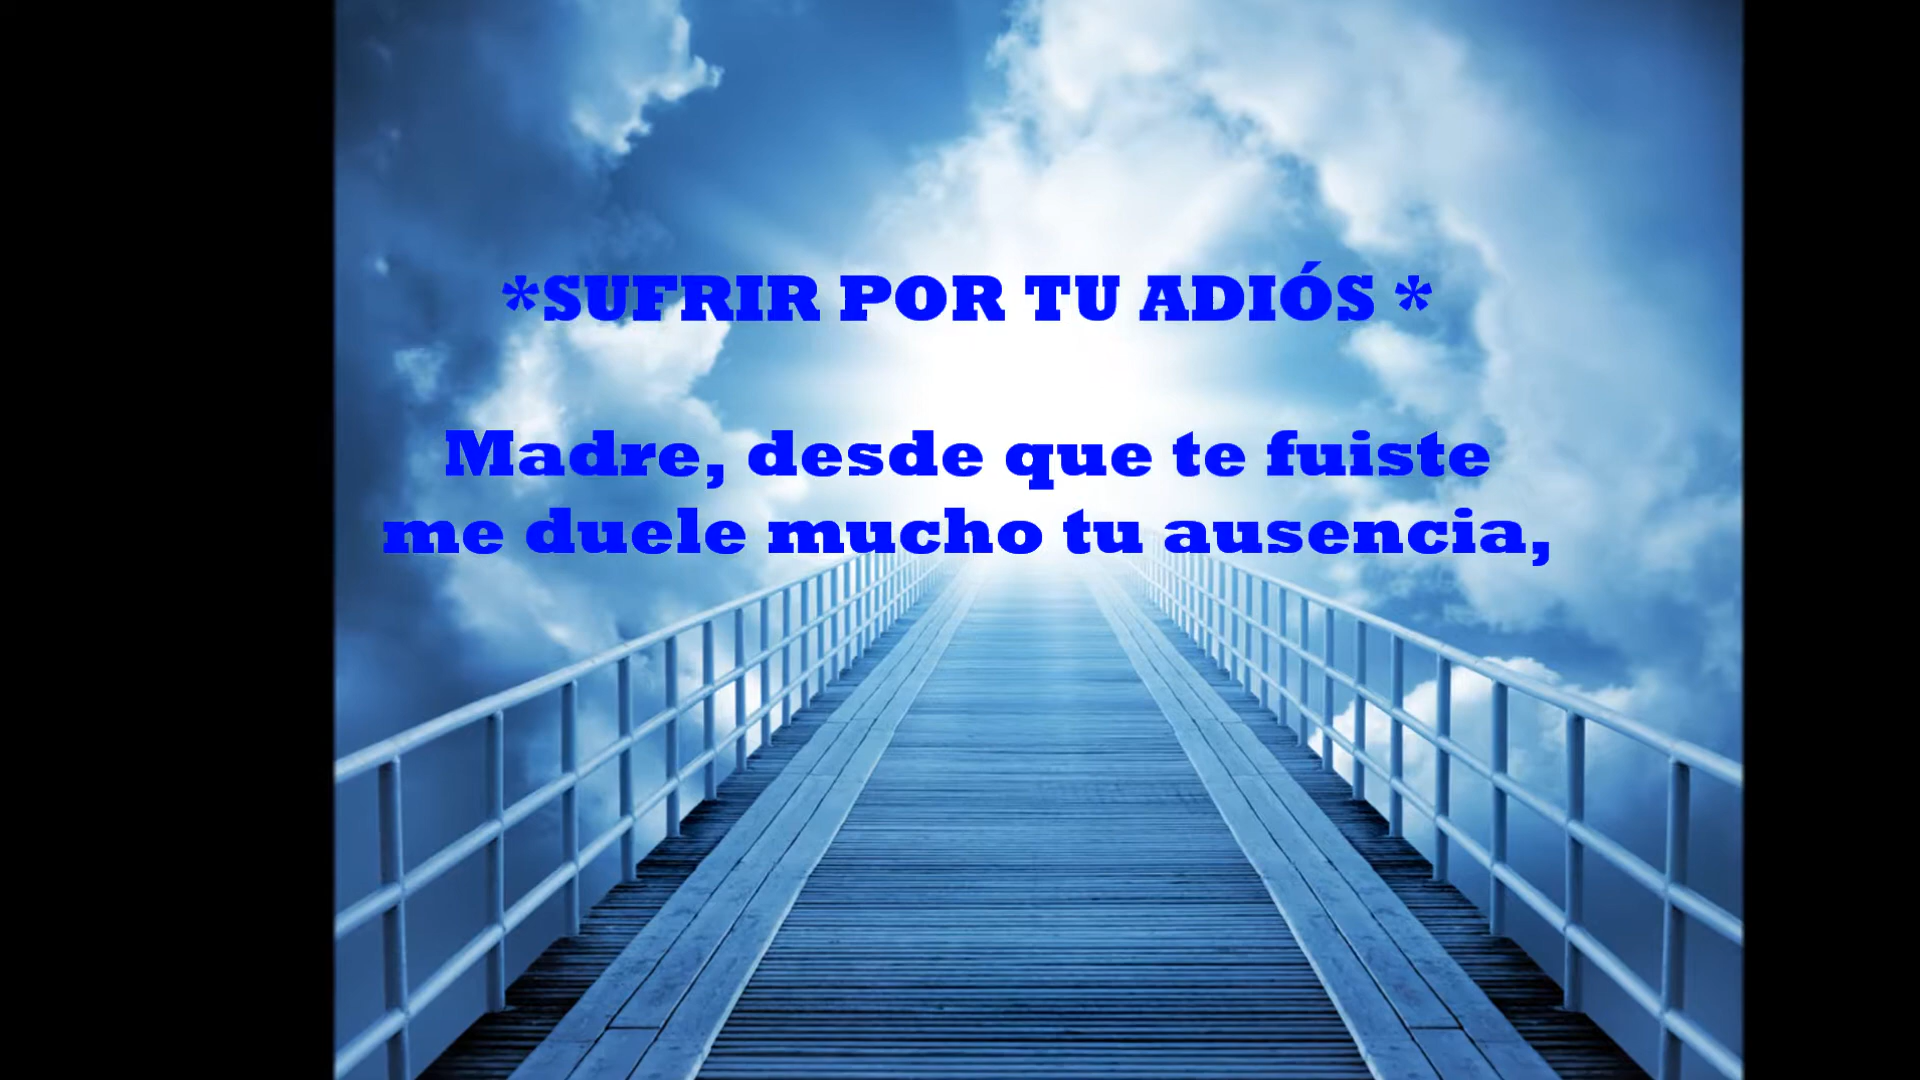 *SUFRIR POR TU ADIÓS *
Madre, desde que te fuiste
me duele mucho tu ausencia,